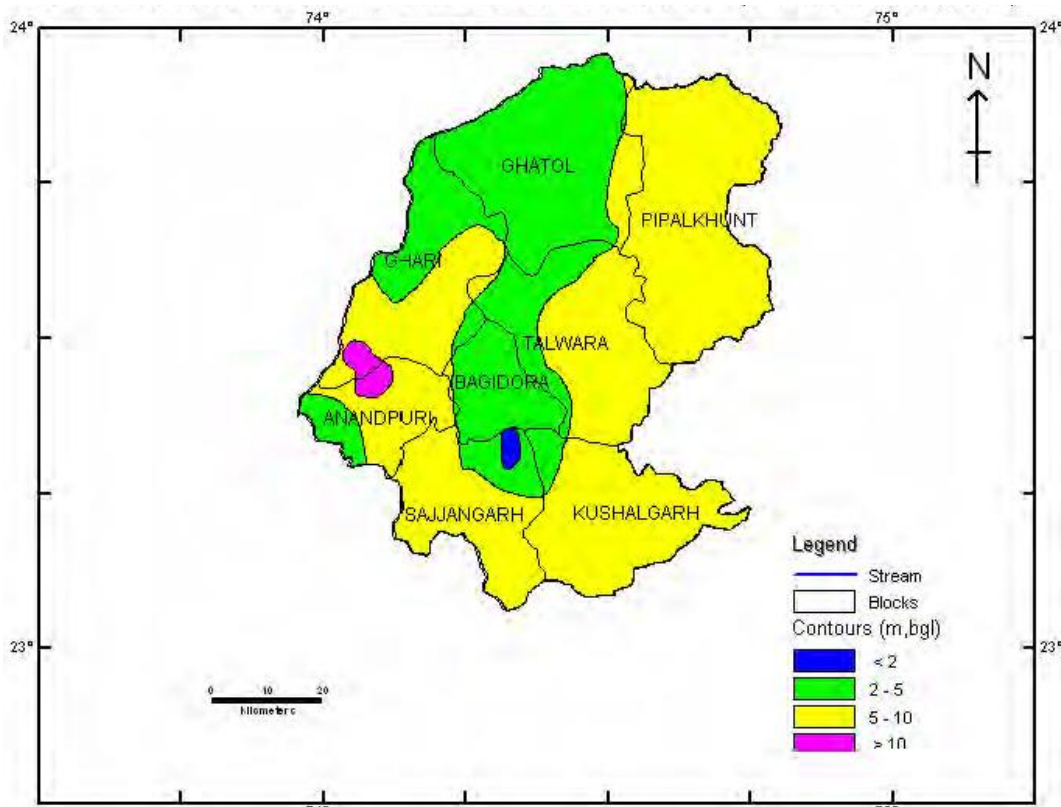 74° 75°
24° 24°
N
GHATOL
PIPALKHUNT
GHARI
TALWARA
BAGIDORA
ANANDPURI
SAJJANGARH KUSHALGARH
Legend
Stream
Blocks
Contours (m,bgl)
< 2
2 - 5
5 - 10
> 10
23° 23°
0 10 20
Kilometers